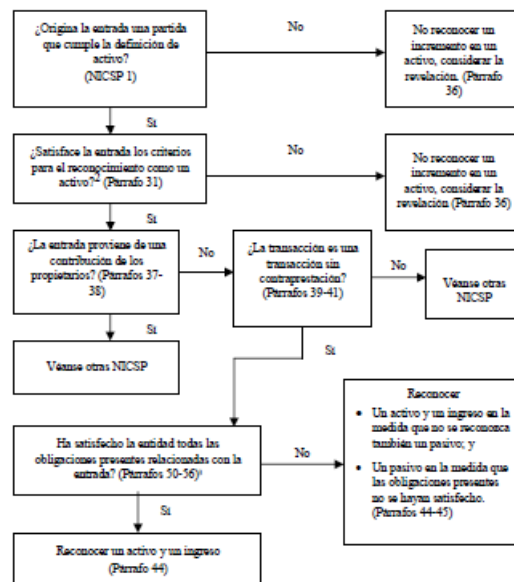 ¿Origina la entrada una partida
que cumple la definición de
activo?
(NICSP 1)
No
No reconocer un
incremento en un
activo, considerar la
revelación. (Párrafo
36)
Si
¿Satisface la entrada los criterios
para el reconocimiento como un
activo? (Párrafo 31)
No
No reconocer un
incremento en un
activo, considerar la
revelación (Párrafo 36)
Si
¿La entrada proviene de una
contribución de los
propietarios? (Párrafos 37-
38)
No
¿La transacción es una
transacción sin
contraprestación?
(Párrafos 39-41)
No
Véanse otras
NICSP
Si
Véanse otras NICSP
Si
Ha satisfecho la entidad todas las
obligaciones presentes relacionadas con la
entrada? (Párrafos 50-56)
No
Reconocer
• Un activo y un ingreso en la
medida que no se reconozca
también un pasivo; y
• Un pasivo en la medida que
las obligaciones presentes
no se hayan satisfecho.
(Párrafos 44-45)
Si
Reconocer un activo y un ingreso
(Párrafo 44)